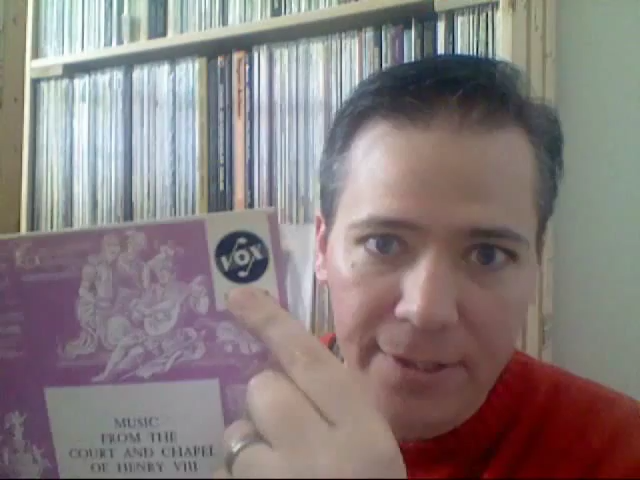 VOX
MUSIC
FROM THE
COURT AND CHAPEL
OF HENRY VIII